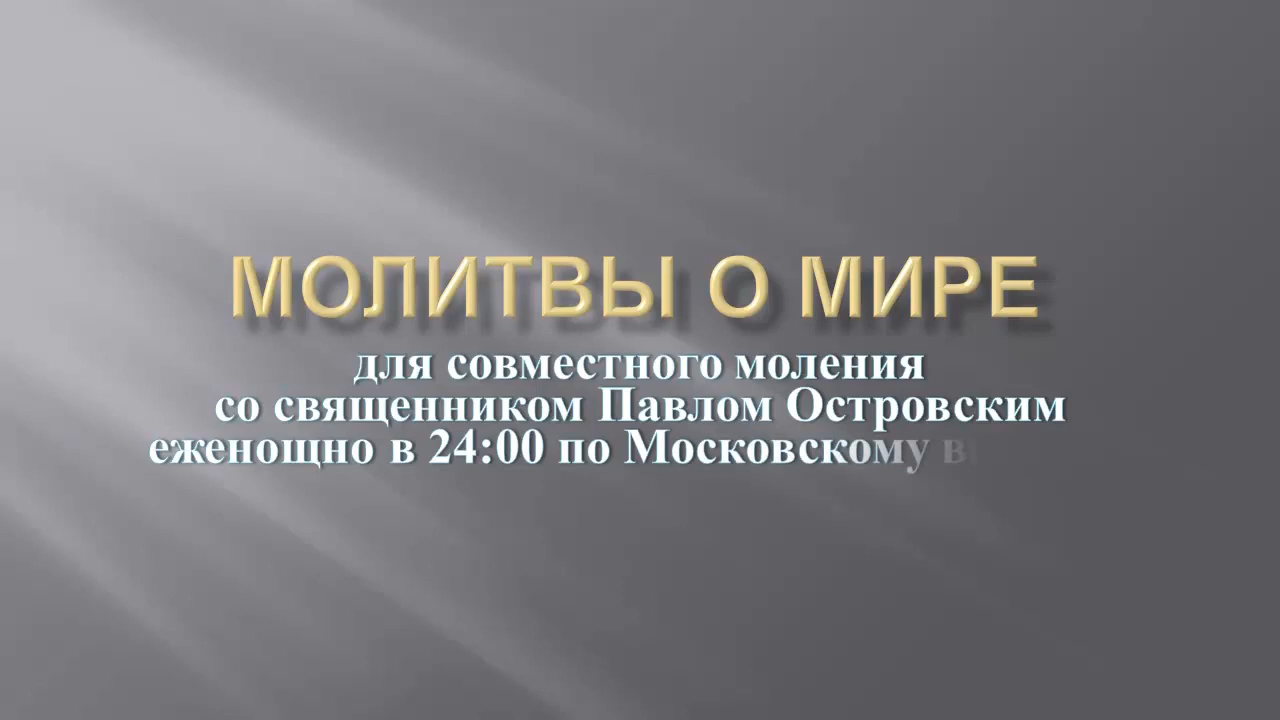 МОЛИТВЫ О МИРЕ
для совместного моления
со священником Павлом Островским
еженощно в 24:00 по Московскому